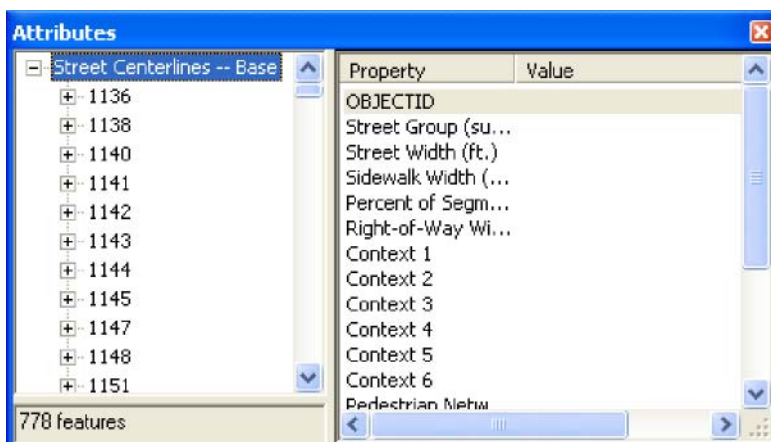 Attributes
Street Centerlines -- Base
1136
1138
1140
1141
1142
1143
1144
1145
1147
1148
1151
778 features
Property Value
OBJECTID
Street Group (su...
Street Width (ft.)
Sidewalk Width (...
Percent of Segm...
Right-of-Way Wi...
Context 1
Context 2
Context 3
Context 4
Context 5
Context 6
Pedestrian Netw